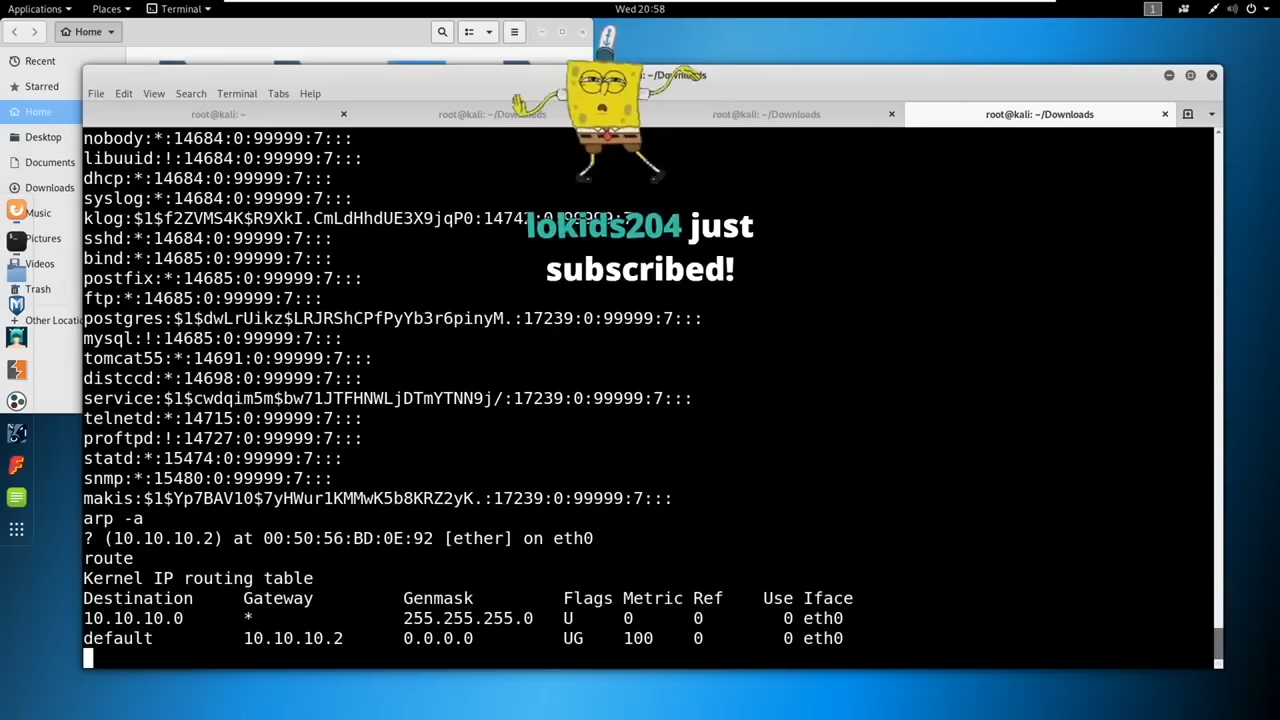 Applications Places Terminal Wed 20:58 1
Home
Recent
Starred
Home
Desktop
Documents
Downloads
Music
Pictures
Videos
Trash
Other Locatio
: ~/Downloads
File Edit View Search Terminal Tabs Help
root@kali: ~ root@kali: ~/Downloads root@kali: ~/Downloads root@kali: ~/Downloads
nobody:*:14684:0:99999:7:::
libuuid:!:14684:0:99999:7:::
dhcp:*:14684:0:99999:7:::
syslog:*:14684:0:99999:7:::
klog:$1$f2ZVMS4K$R9XkI.CmLdHhdUE3X9jqP0:14742:0:99999:7:::
sshd:*:14684:0:99999:7:::
bind:*:14685:0:99999:7:::
postfix:*:14685:0:99999:7:::
ftp:*:14685:0:99999:7:::
postgres:$1$dwLrUikz$LRJRShCPfPyYb3r6pinyM.:17239:0:99999:7:::
mysql:!:14685:0:99999:7:::
tomcat55:*:14691:0:99999:7:::
distccd:*:14698:0:99999:7:::
service:$1$cwdqim5m$bw71JTFHNWLjDTmYTNN9j/:17239:0:99999:7:::
telnetd:*:14715:0:99999:7:::
proftpd:!:14727:0:99999:7:::
statd:*:15474:0:99999:7:::
snmp:*:15480:0:99999:7:::
makis:$1$Yp7BAV10$7yHWur1KMMwK5b8KRZ2yK.:17239:0:99999:7:::
arp -a
? (10.10.10.2) at 00:50:56:BD:0E:92 [ether] on eth0
route
Kernel IP routing table
Destination Gateway Genmask Flags Metric Ref Use Iface
10.10.10.0 * 255.255.255.0 U 0 0 0 eth0
default 10.10.10.2 0.0.0.0 UG 100 0 0 eth0
lokids204 just
subscribed!